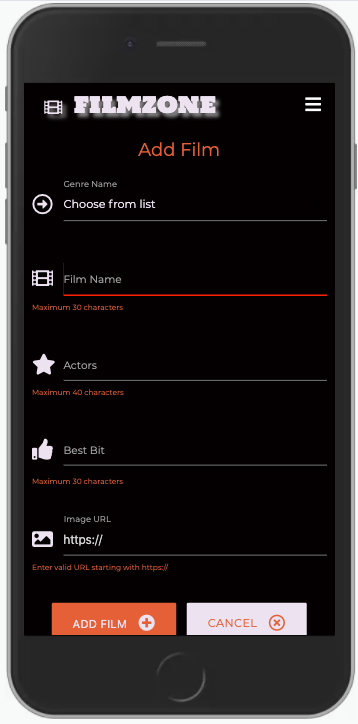 FILMZONE
Add Film
Genre Name
Choose from list
Film Name
Maximum 30 characters
Actors
Maximum 40 characters
Best Bit
Maximum 30 characters
Image URL
https://
Enter valid URL starting with https://
ADD FILM
CANCEL